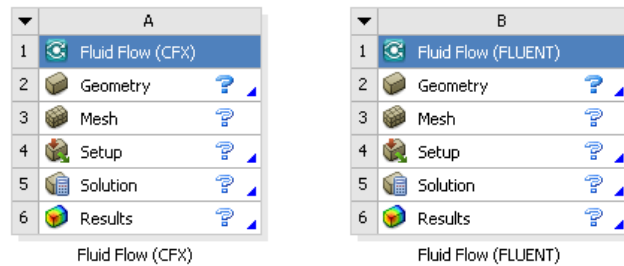 A
1 Fluid Flow (CFX)
2 Geometry ?
3 Mesh ?
4 Setup ?
5 Solution ?
6 Results ?
Fluid Flow (CFX)
B
1 Fluid Flow (FLUENT)
2 Geometry ?
3 Mesh ?
4 Setup ?
5 Solution ?
6 Results ?
Fluid Flow (FLUENT)